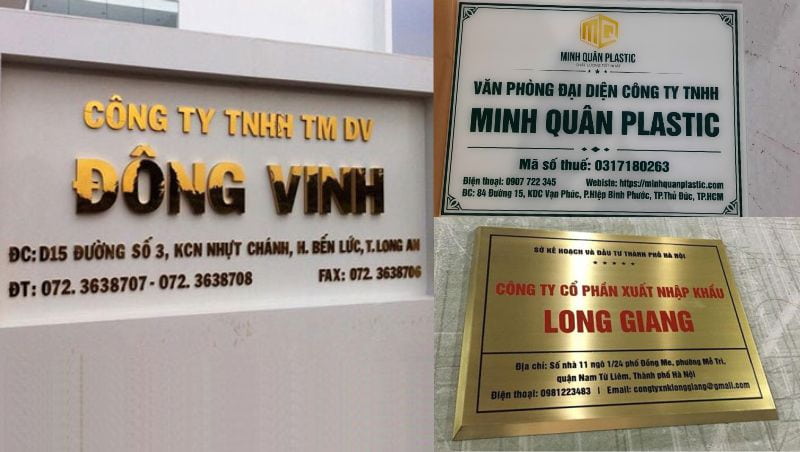 CÔNG TY TNHH TM DV
ĐÔNG VINH
ĐC: D15 ĐƯỜNG SỐ 3, KCN NHỰT CHÁNH, H. BẾN LỨC, T. LONG AN
ĐT: 072. 3638707 - 072. 3638708 FAX: 072. 3638706
MQ
MINH QUÂN PLASTIC
CHẤT LƯỢNG TỐT NHẤT
VĂN PHÒNG ĐẠI DIỆN CÔNG TY TNHH
MINH QUÂN PLASTIC
Mã số thuế: 0317180263
Điện thoại: 0907 722 345 Webiste: https://minhquanplastic.com
ĐC: 84 Đường 15, KDC Vạn Phúc, P.Hiệp Bình Phước, TP.Thủ Đức, TP.HCM
SỞ KẾ HOẠCH VÀ ĐẦU TƯ THÀNH PHỐ HÀ NỘI
CÔNG TY CỔ PHẦN XUẤT NHẬP KHẨU
LONG GIANG
Địa chỉ: Số nhà 11 ngõ 1/24 phố Đồng Me, phường Mễ Trì,
quận Nam Từ Liêm, Thành phố Hà Nội
Điện thoại: 0981223483 | Email: congtyxnklonggiang@gmail.com